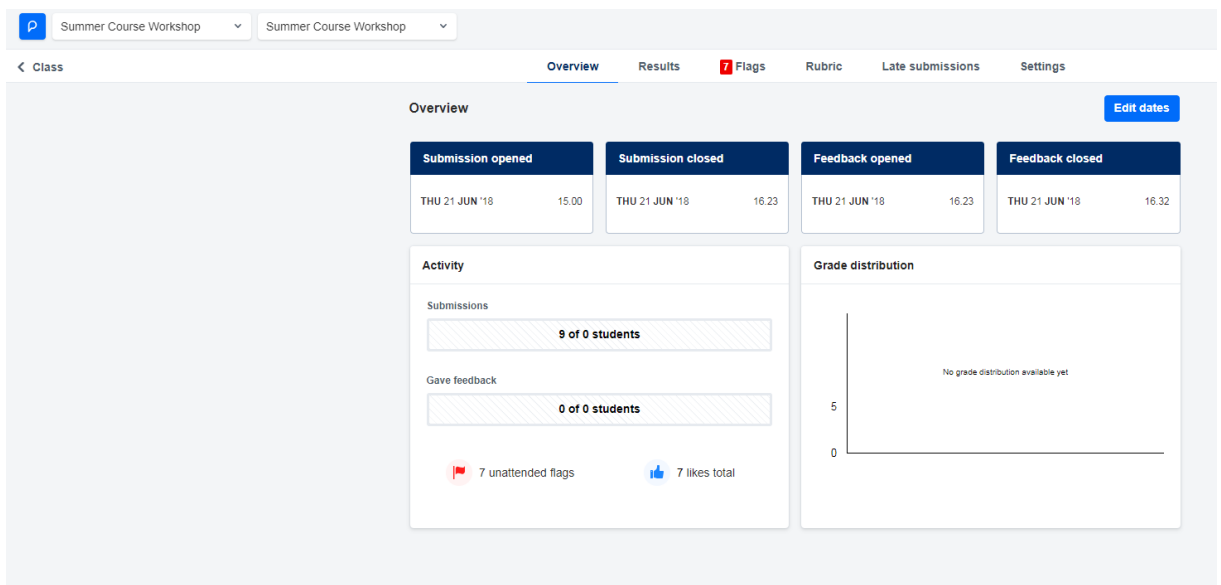 Summer Course Workshop Summer Course Workshop
Class Overview Results 7 Flags Rubric Late submissions Settings
Overview Edit dates
Submission opened Submission closed Feedback opened Feedback closed
THU 21 JUN '18 15.00 THU 21 JUN '18 16.23 THU 21 JUN '18 16.23 THU 21 JUN '18 16.32
Activity
Submissions
9 of 0 students
Gave feedback
0 of 0 students
7 unattended flags 7 likes total
Grade distribution
No grade distribution available yet
5
0